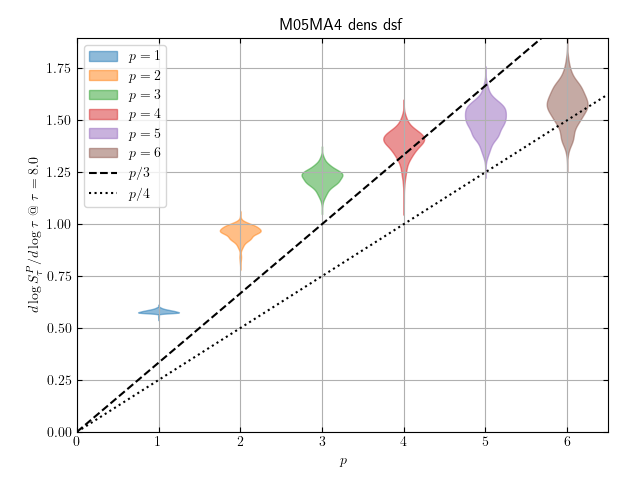 M05MA4 dens dsf
p = 1
p = 2
p = 3
p = 4
p = 5
p = 6
p/3
p/4
d log S_τ^P / d log τ @ τ = 8.0
1.75
1.50
1.25
1.00
0.75
0.50
0.25
0.00
0 1 2 3 4 5 6
p